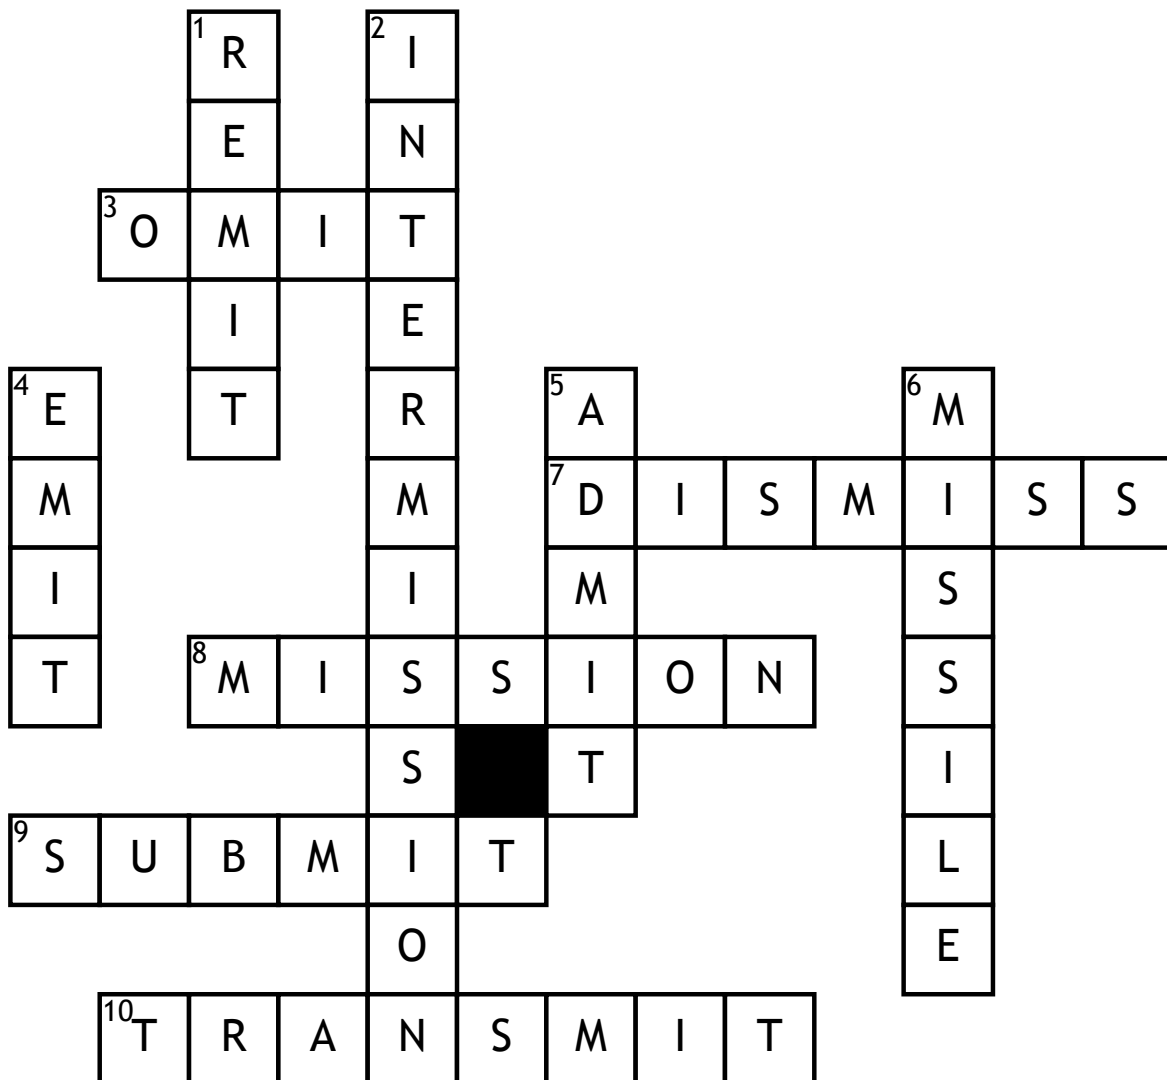 1 R 2 I
E N
3 O M I T
I E
4 E T R 5 A 6 M
M M 7 D I S M I S S
I I M S
T 8 M I S S I O N S
S T I
9 S U B M I T L
O E
10 T R A N S M I T